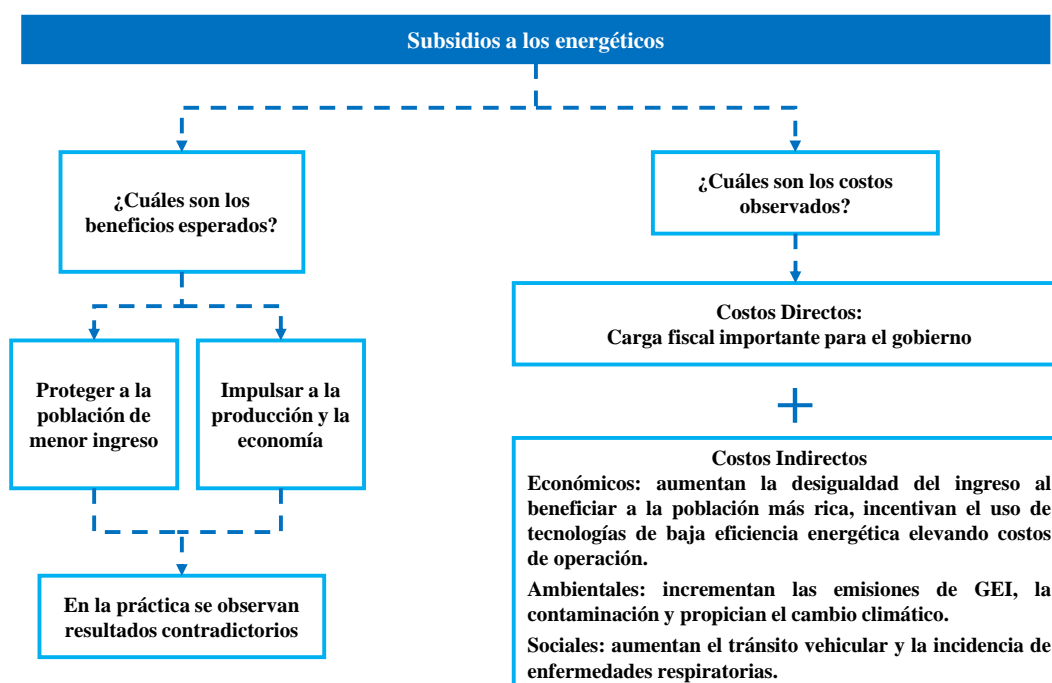 Subsidios a los energéticos
¿Cuáles son los
beneficios esperados?
¿Cuáles son los costos
observados?
Proteger a la
población de
menor ingreso
Impulsar a la
producción y la
economía
En la práctica se observan
resultados contradictorios
Costos Directos:
Carga fiscal importante para el gobierno
+
Costos Indirectos
Económicos: aumentan la desigualdad del ingreso al
beneficiar a la población más rica, incentivan el uso de
tecnologías de baja eficiencia energética elevando costos
de operación.
Ambientales: incrementan las emisiones de GEI, la
contaminación y propician el cambio climático.
Sociales: aumentan el tránsito vehicular y la incidencia de
enfermedades respiratorias.